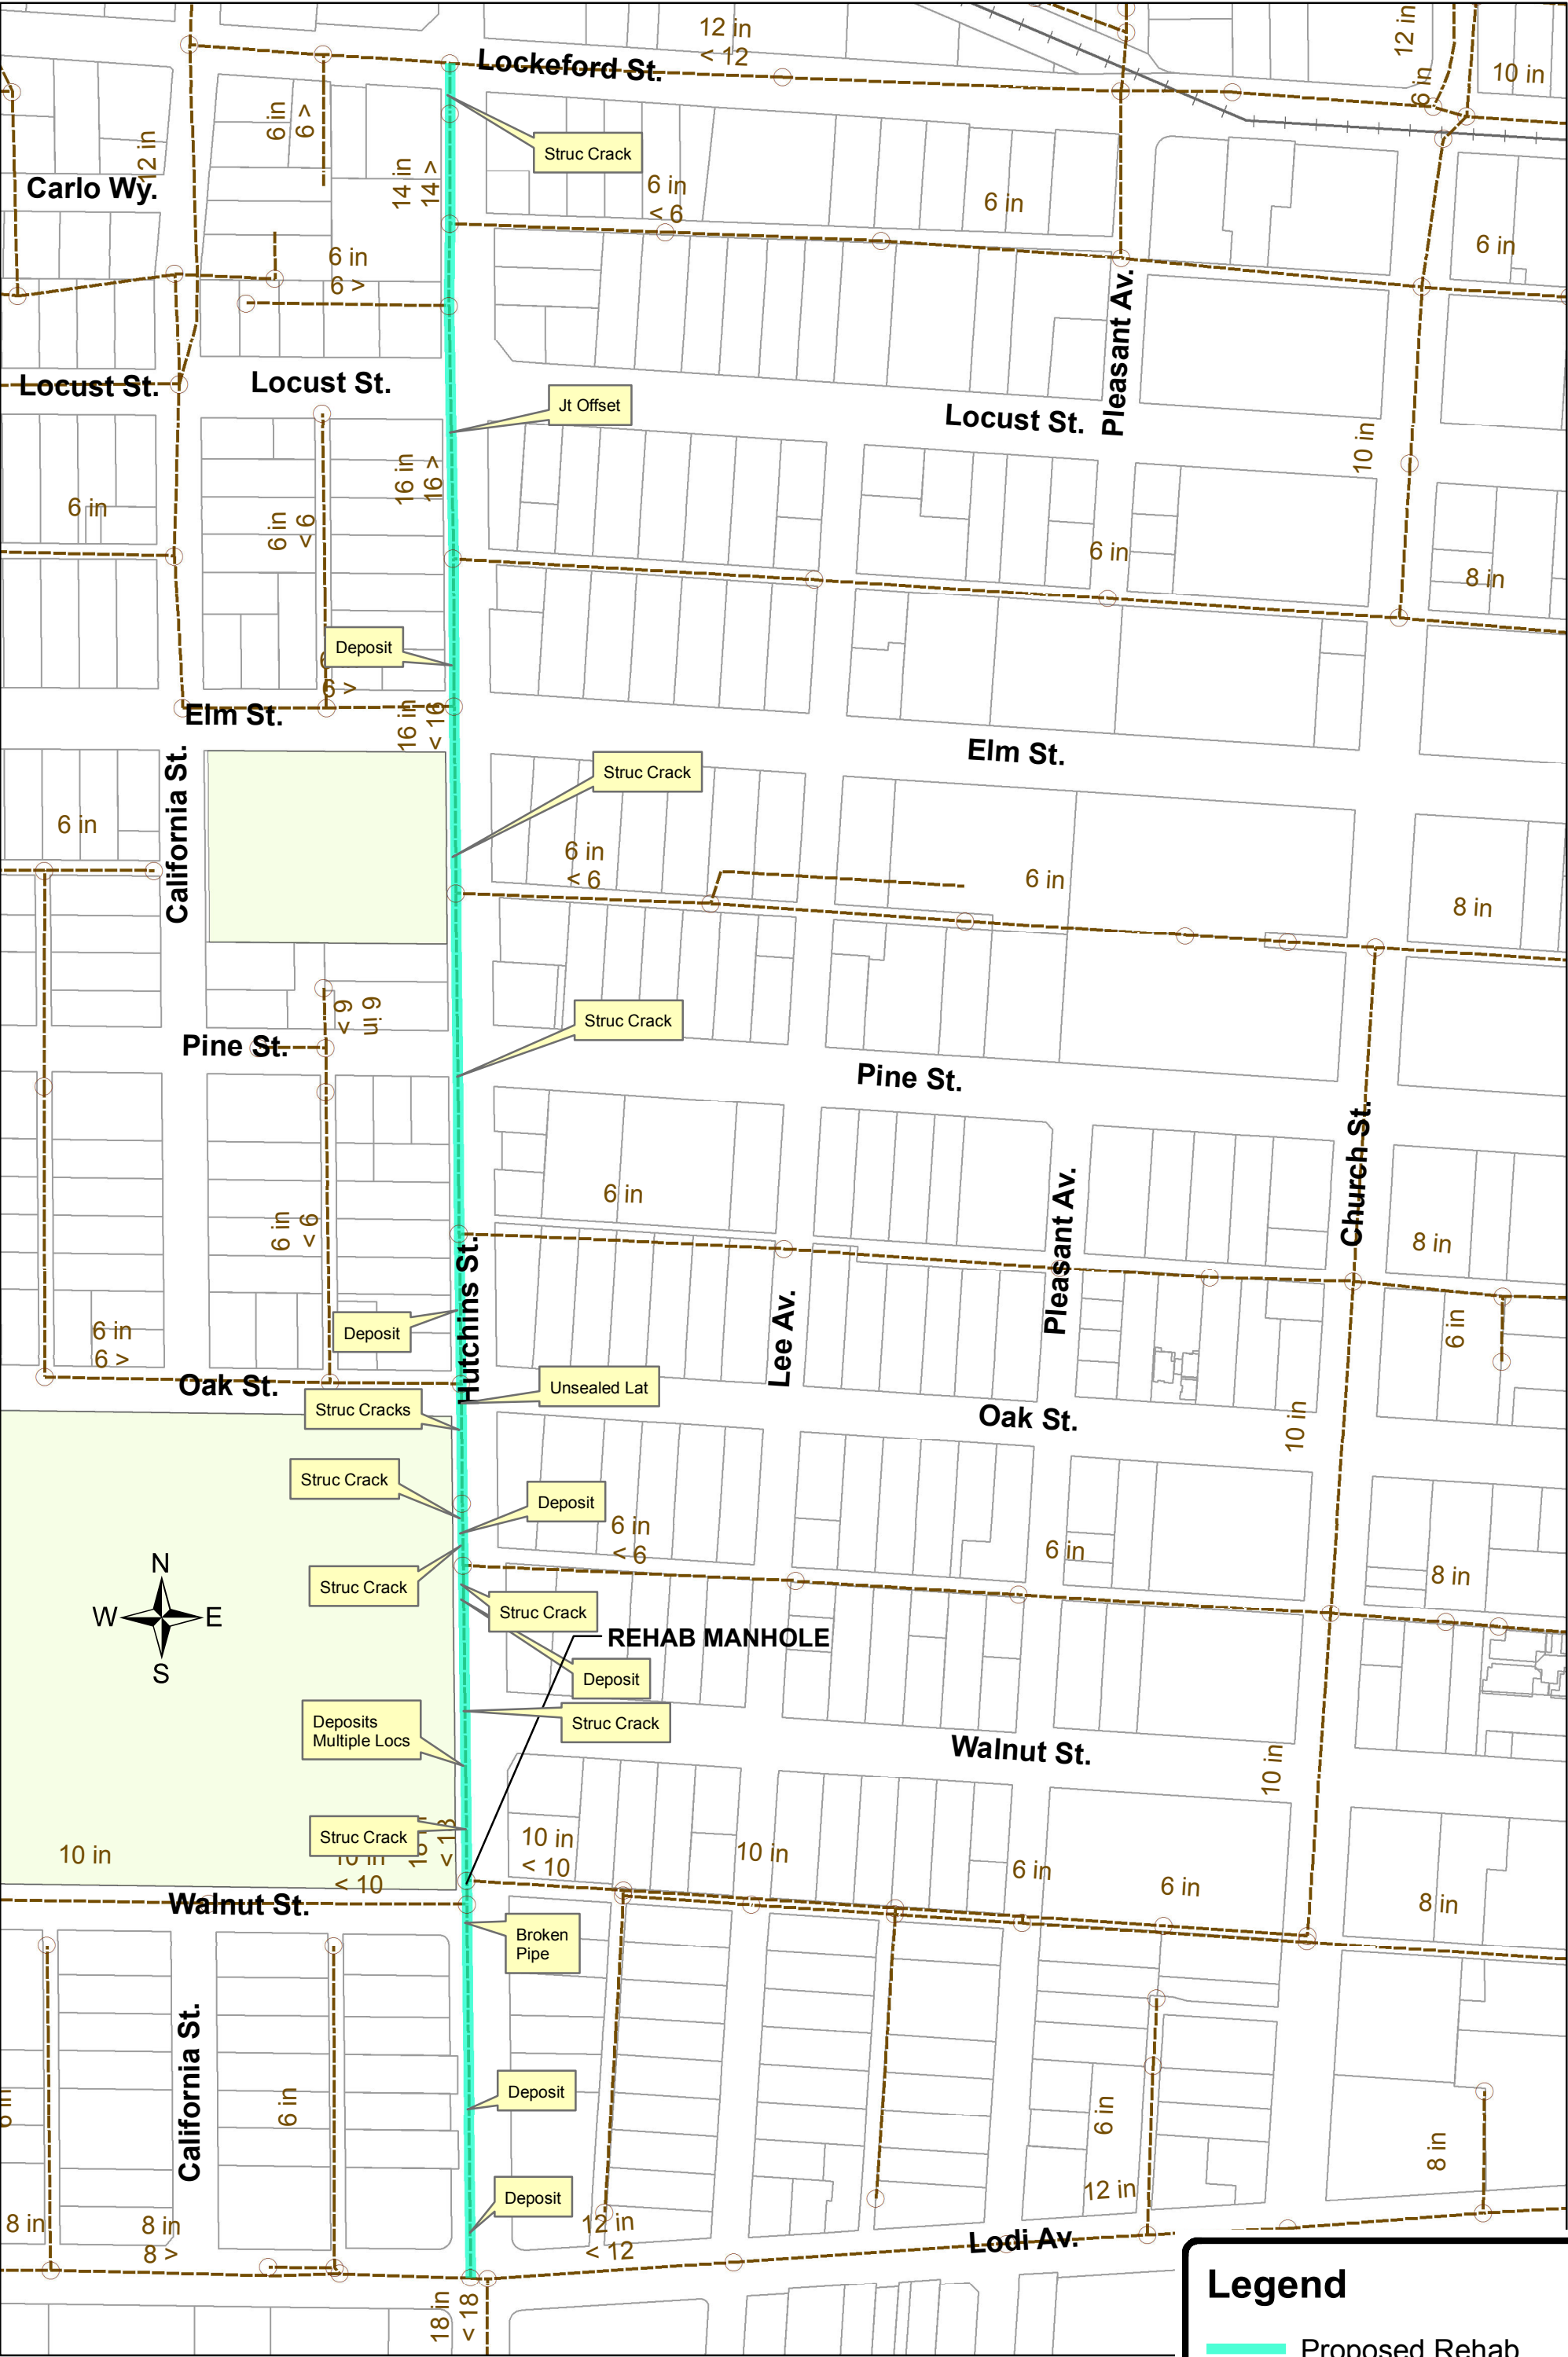 12 in
< 12
12 in
6 in
10 in
Lockeford St.
6 in
6 >
12 in
Struc Crack
14 in
14 >
Carlo Wy.
6 in
< 6
6 in
6 in
6 in
6 >
Pleasant Av.
Locust St.
Locust St.
Jt Offset
Locust St.
10 in
16 in
16 >
6 in
6 in
< 6
6 in
8 in
Deposit
6 >
Elm St.
16 in
< 16
Elm St.
California St.
Struc Crack
6 in
6 in
< 6
6 in
8 in
6 in
< 6
Struc Crack
Pine St.
Pine St.
Church St.
6 in
Pleasant Av.
6 in
< 6
8 in
Hutchins St.
Lee Av.
6 in
6 >
Deposit
6 in
Oak St.
Unsealed Lat
Struc Cracks
Oak St.
10 in
Struc Crack
Deposit
6 in
< 6
6 in
8 in
N
W
E
S
Struc Crack
Struc Crack
REHAB MANHOLE
Deposit
Deposits
Multiple Locs
Struc Crack
Walnut St.
10 in
Struc Crack
10 in
10 in
< 10
10 in
< 10
10 in
6 in
6 in
8 in
Walnut St.
Broken
Pipe
California St.
6 in
6 in
Deposit
6 in
8 in
Deposit
12 in
8 in
8 in
8 >
12 in
< 12
Lodi Av.
18 in
< 18
Legend
Proposed Rehab